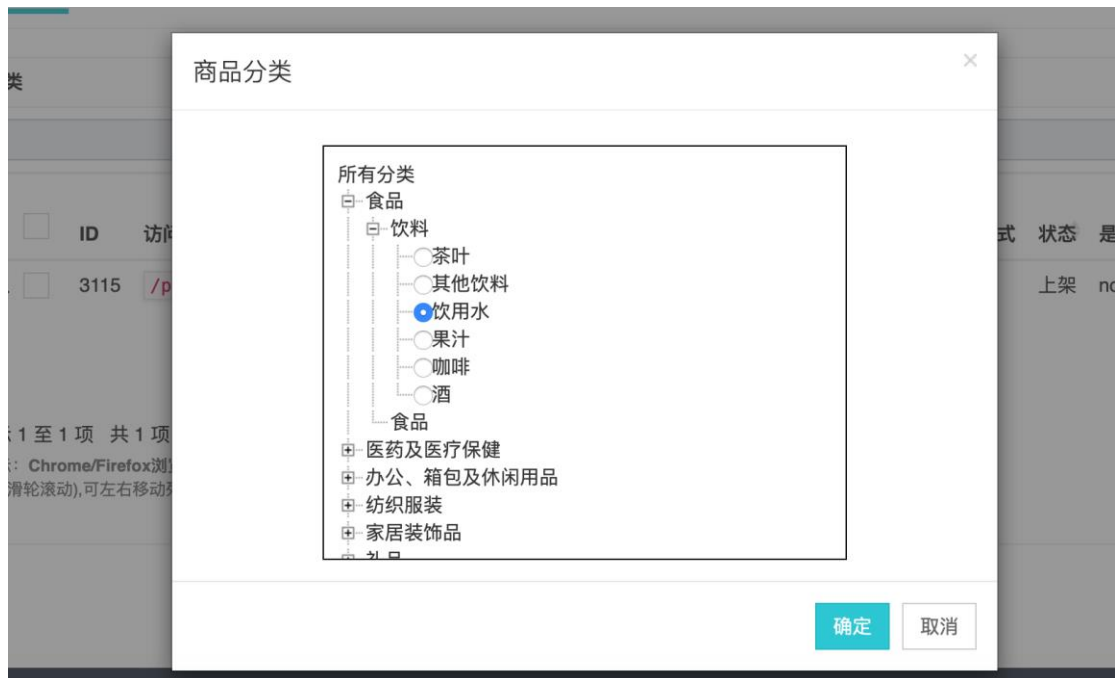 商品分类
×
类
所有分类
食品
饮料
茶叶
其他饮料
饮用水
果汁
咖啡
酒
食品
医药及医疗保健
办公、箱包及休闲用品
纺织服装
家居装饰品
礼品
ID 访问 式 状态 是
3115 /p 上架 no
1 至 1 项 共 1 项
: Chrome/Firefox浏
滑轮滚动),可左右移动
确定 取消